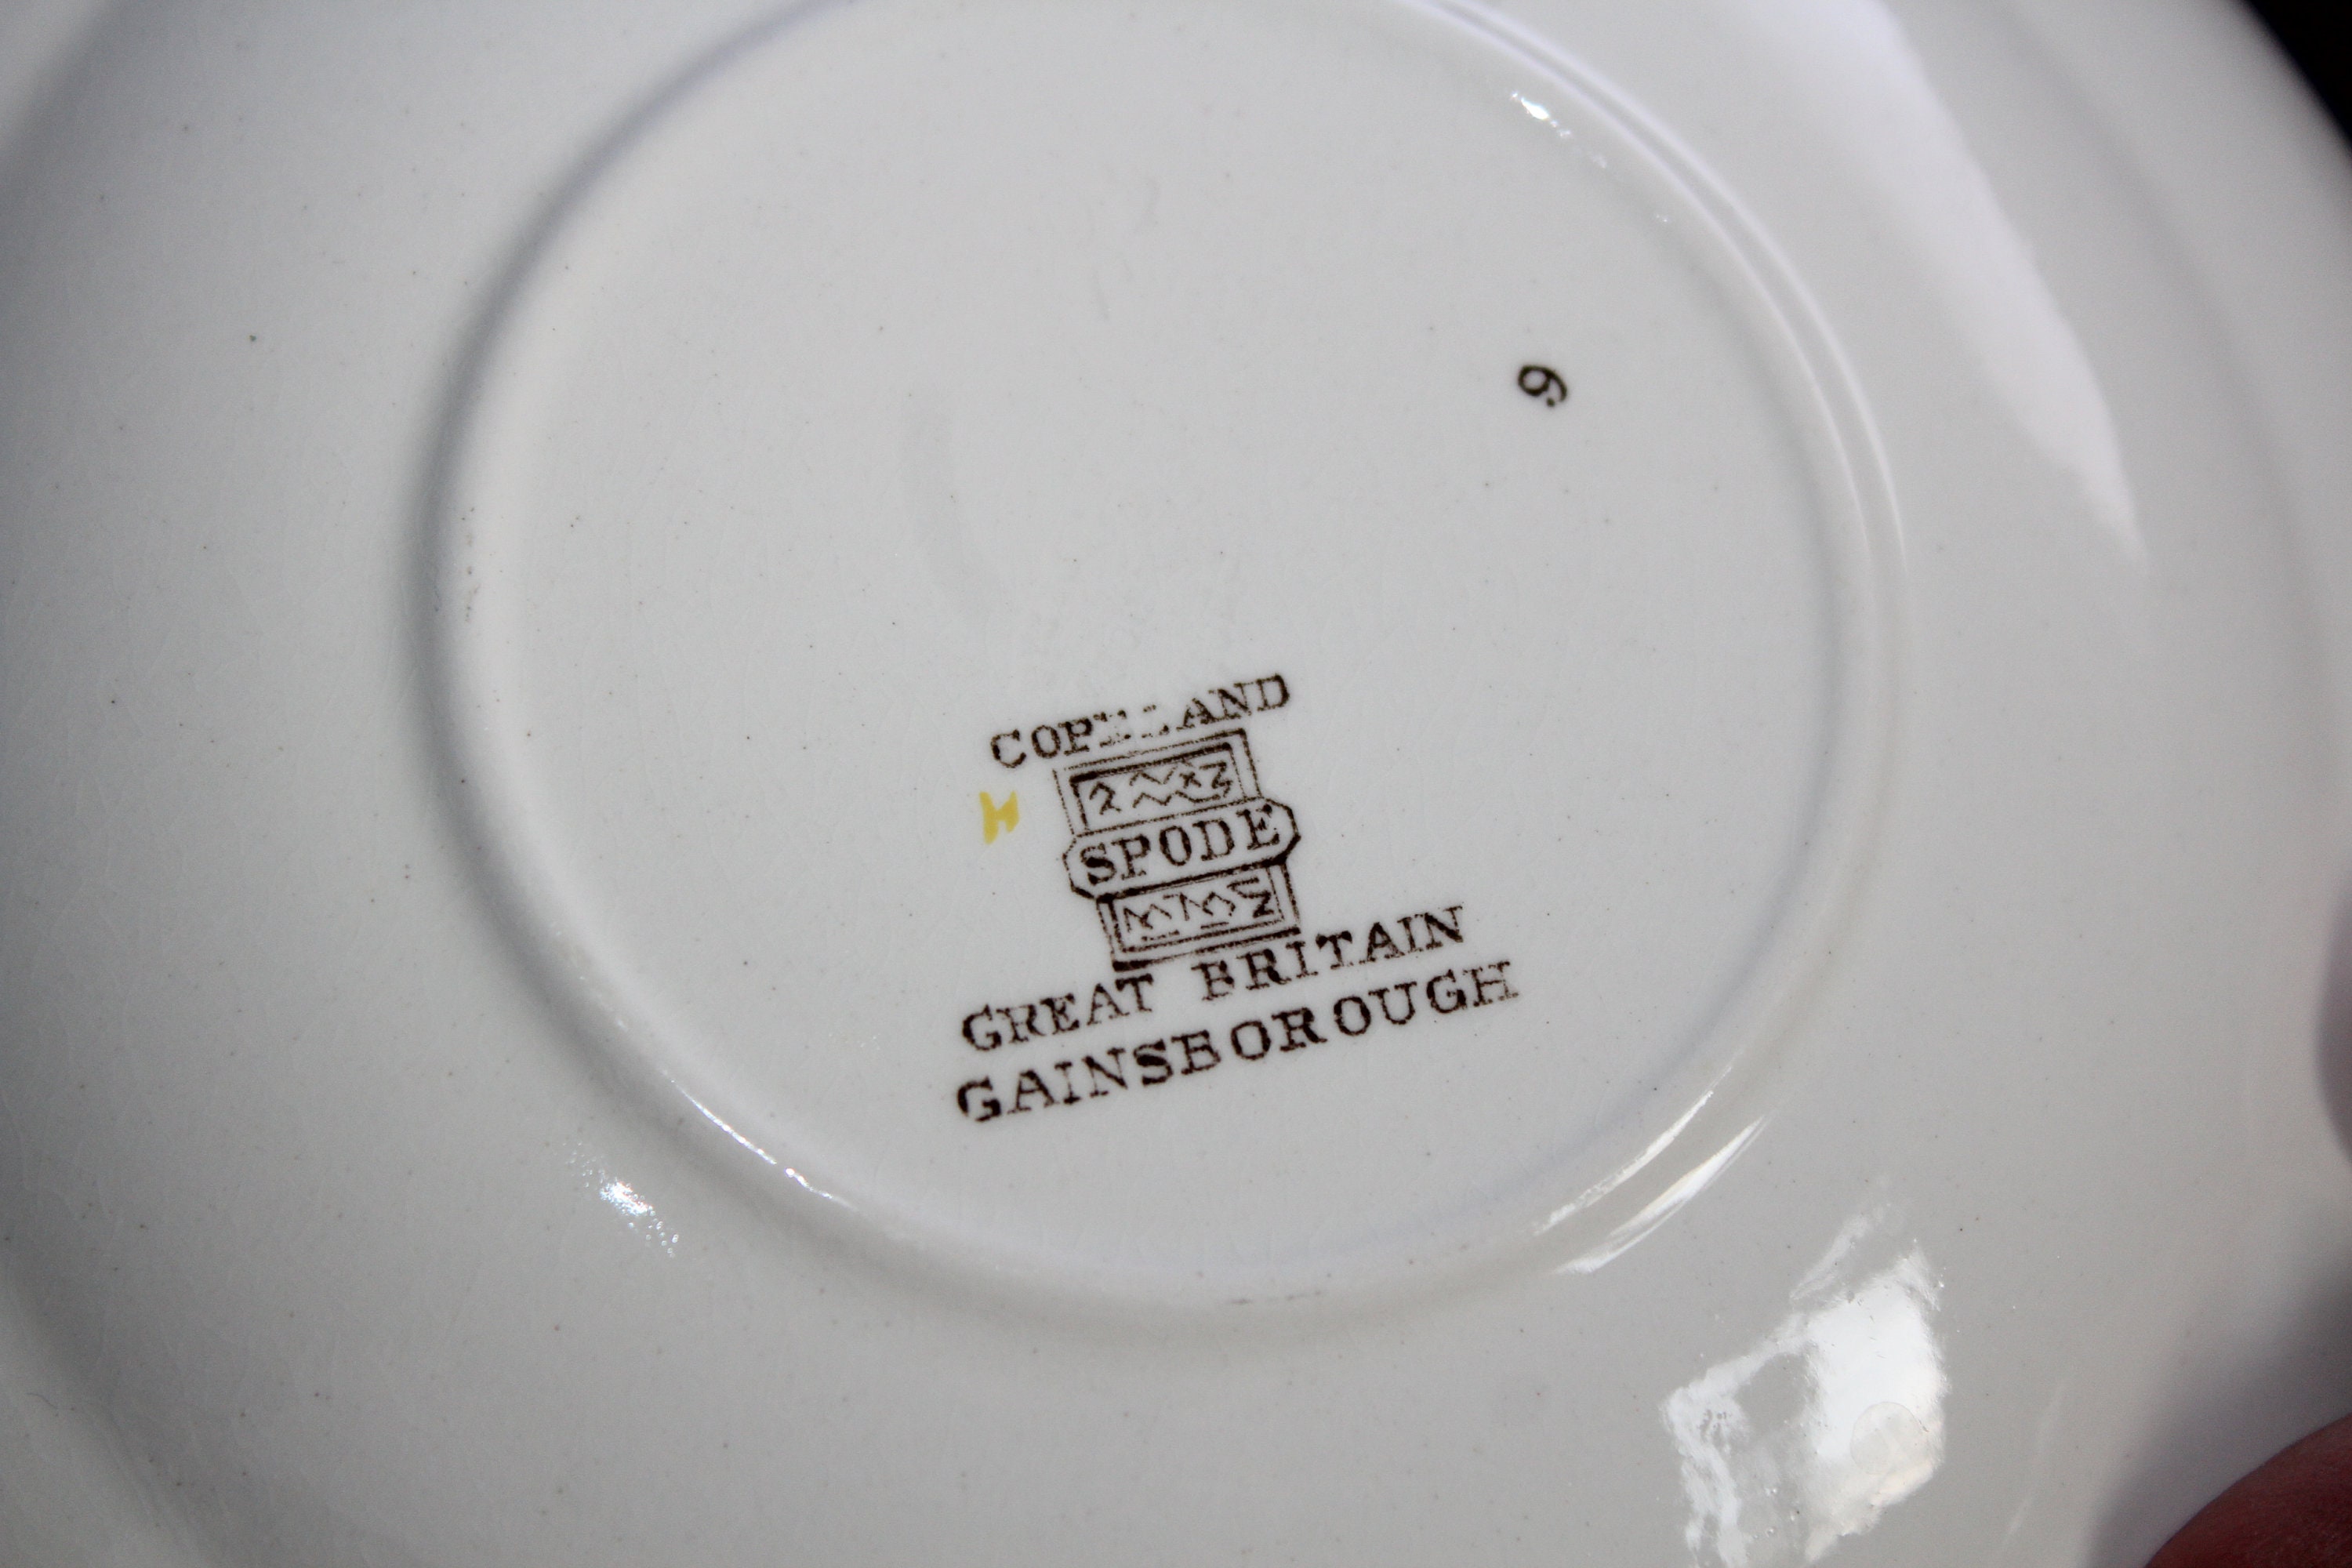 9
COPELAND
H
SPODE
GREAT BRITAIN
GAINSBOROUGH